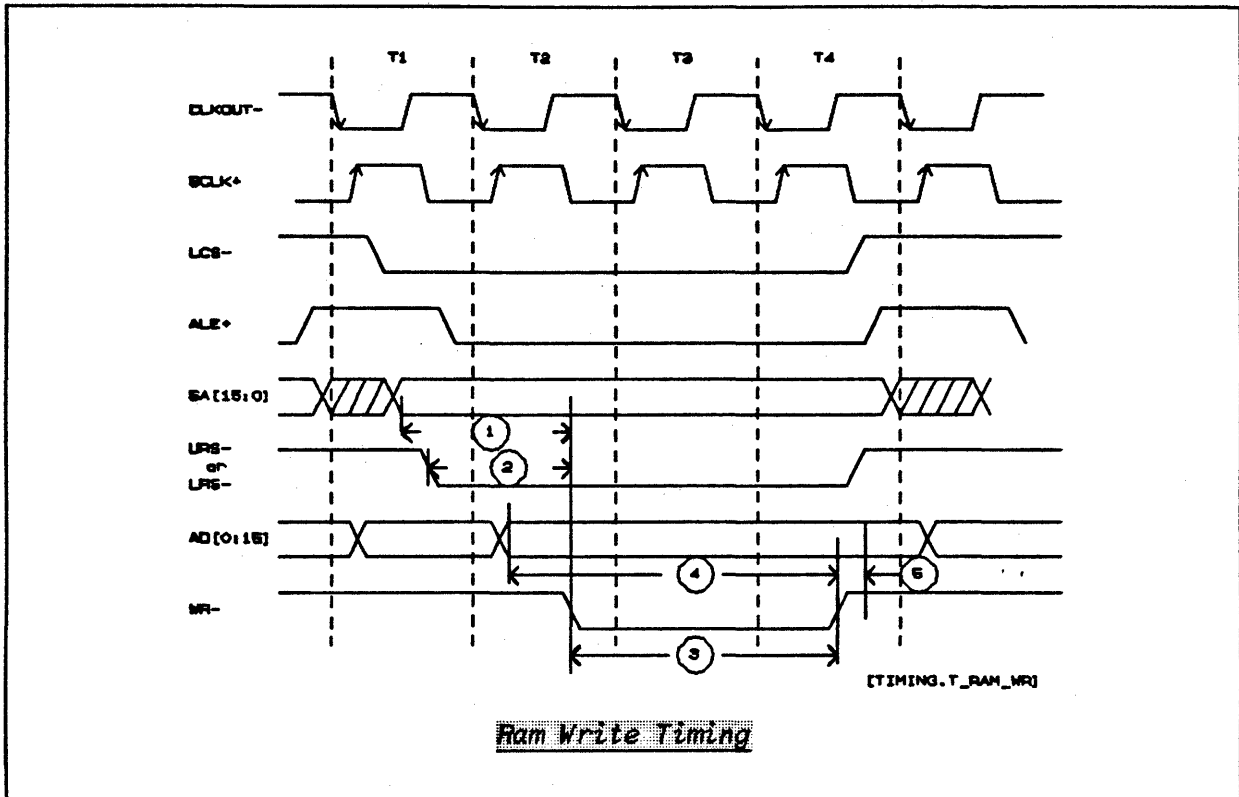 T1 T2 T3 T4
CLKOUT-
SCLK+
LCS-
ALE+
SA[15:0]
1
URS-
or
LRS-
2
AD[0:15]
4
5
WR-
3
[TIMING.T_RAM_WR]
Ram Write Timing